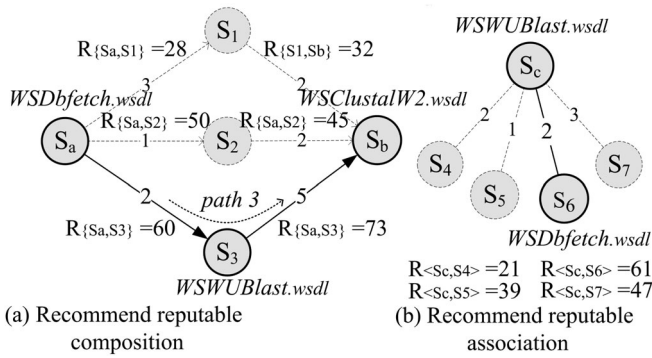 S1
R{Sa,S1} =28
R{S1,Sb} =32
3
2
WSDbfetch.wsdl
WSClustalW2.wsdl
R{Sa,S2} =50
R{Sa,S2} =45
Sa
1
S2
2
Sb
2
path 3
5
R{Sa,S3} =60
R{Sa,S3} =73
S3
WSWUBlast.wsdl
(a) Recommend reputable
composition
WSWUBlast.wsdl
Sc
2
1
2
3
S4
S5
S6
S7
WSDbfetch.wsdl
R<Sc,S4> =21 R<Sc,S6> =61
R<Sc,S5> =39 R<Sc,S7> =47
(b) Recommend reputable
association